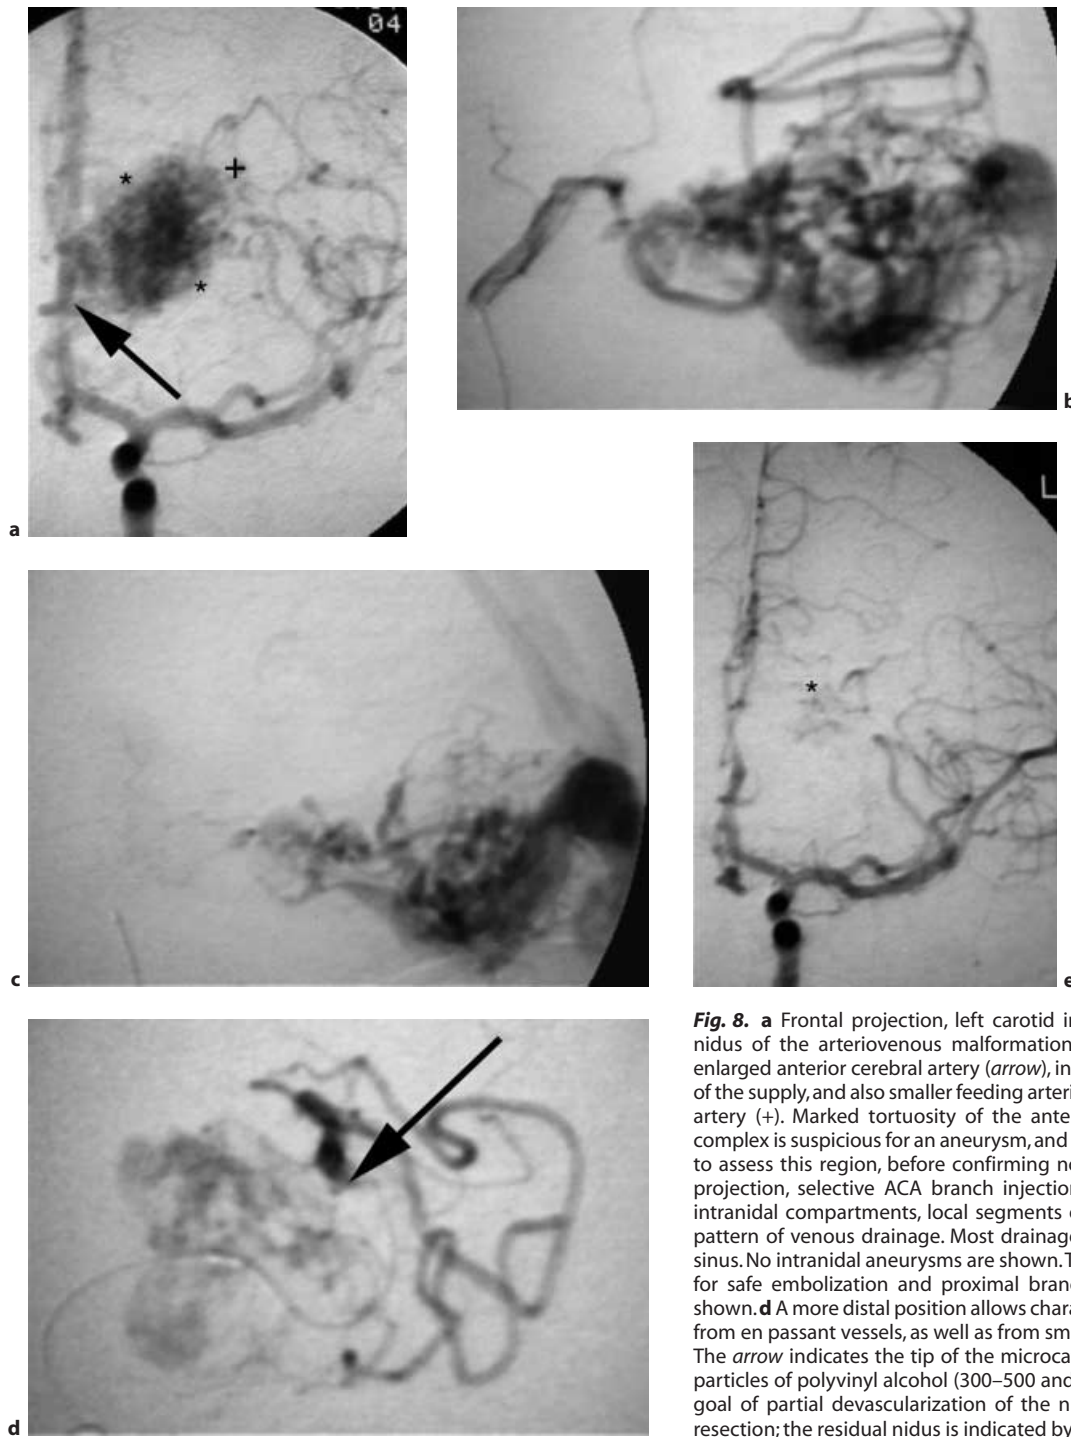 04
*
+
*
a
b
L
*
c
e
d
Fig. 8. a Frontal projection, left carotid in
nidus of the arteriovenous malformation
enlarged anterior cerebral artery (arrow), in
of the supply, and also smaller feeding arteri
artery (+). Marked tortuosity of the ante
complex is suspicious for an aneurysm, and
to assess this region, before confirming no
projection, selective ACA branch injection
intranidal compartments, local segments
pattern of venous drainage. Most drainage
sinus. No intranidal aneurysms are shown. T
for safe embolization and proximal bran
shown. d A more distal position allows chara
from en passant vessels, as well as from sm
The arrow indicates the tip of the microca
particles of polyvinyl alcohol (300–500 and
goal of partial devascularization of the n
resection; the residual nidus is indicated by